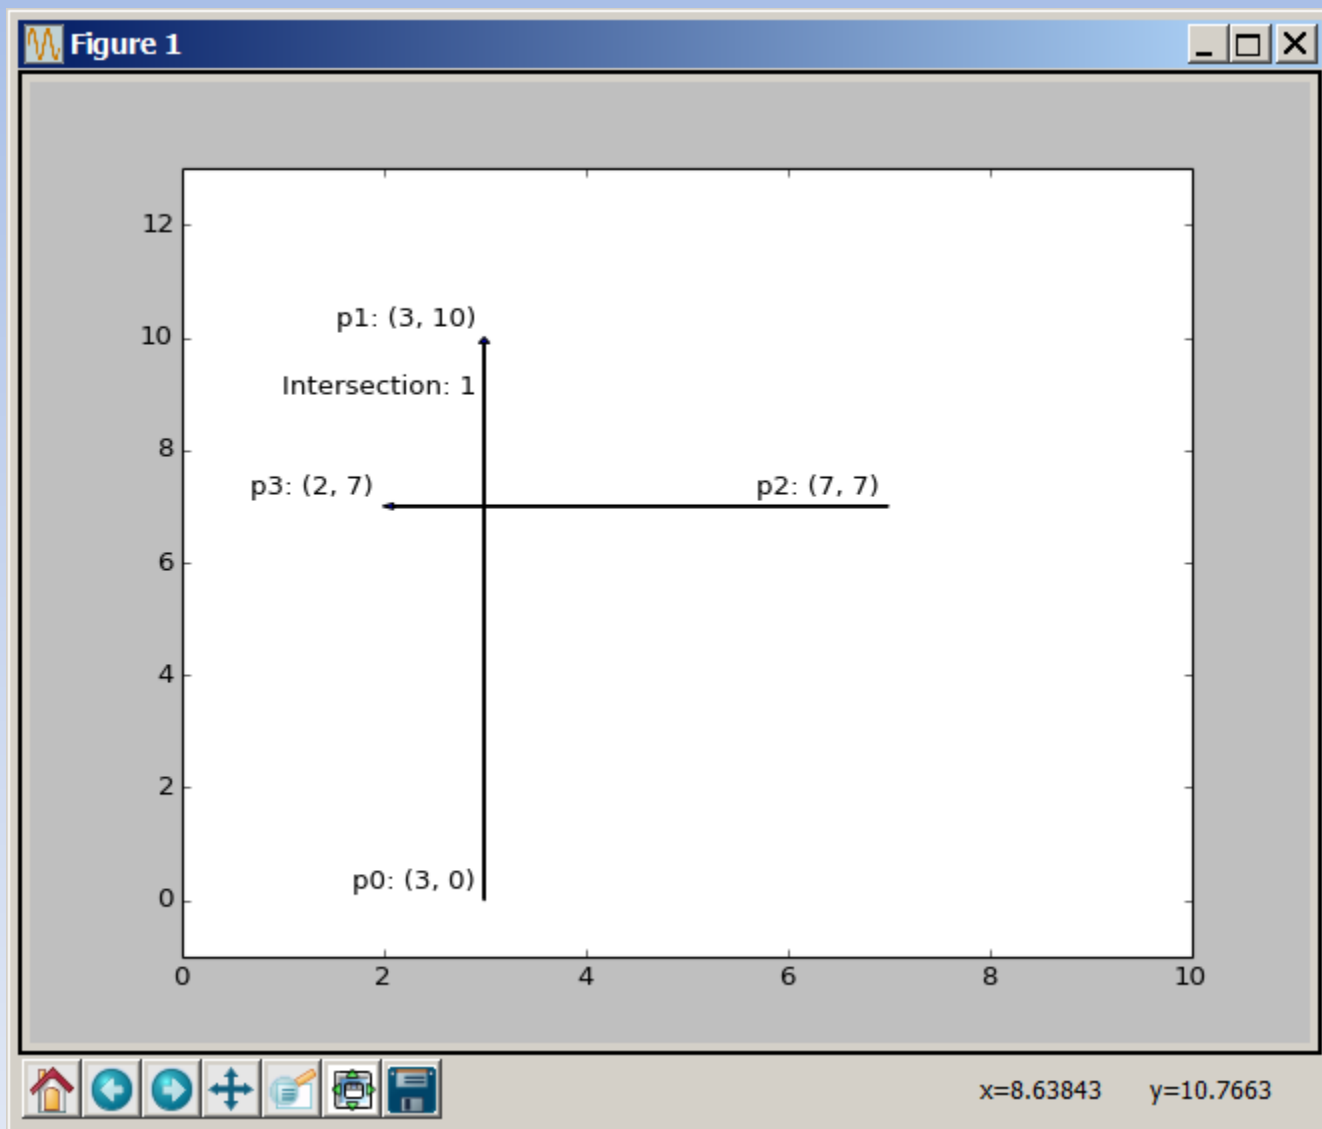 Figure 1
12
p1: (3, 10)
10
Intersection: 1
8
p3: (2, 7)
p2: (7, 7)
6
4
2
p0: (3, 0)
0
0 2 4 6 8 10
x=8.63843 y=10.7663